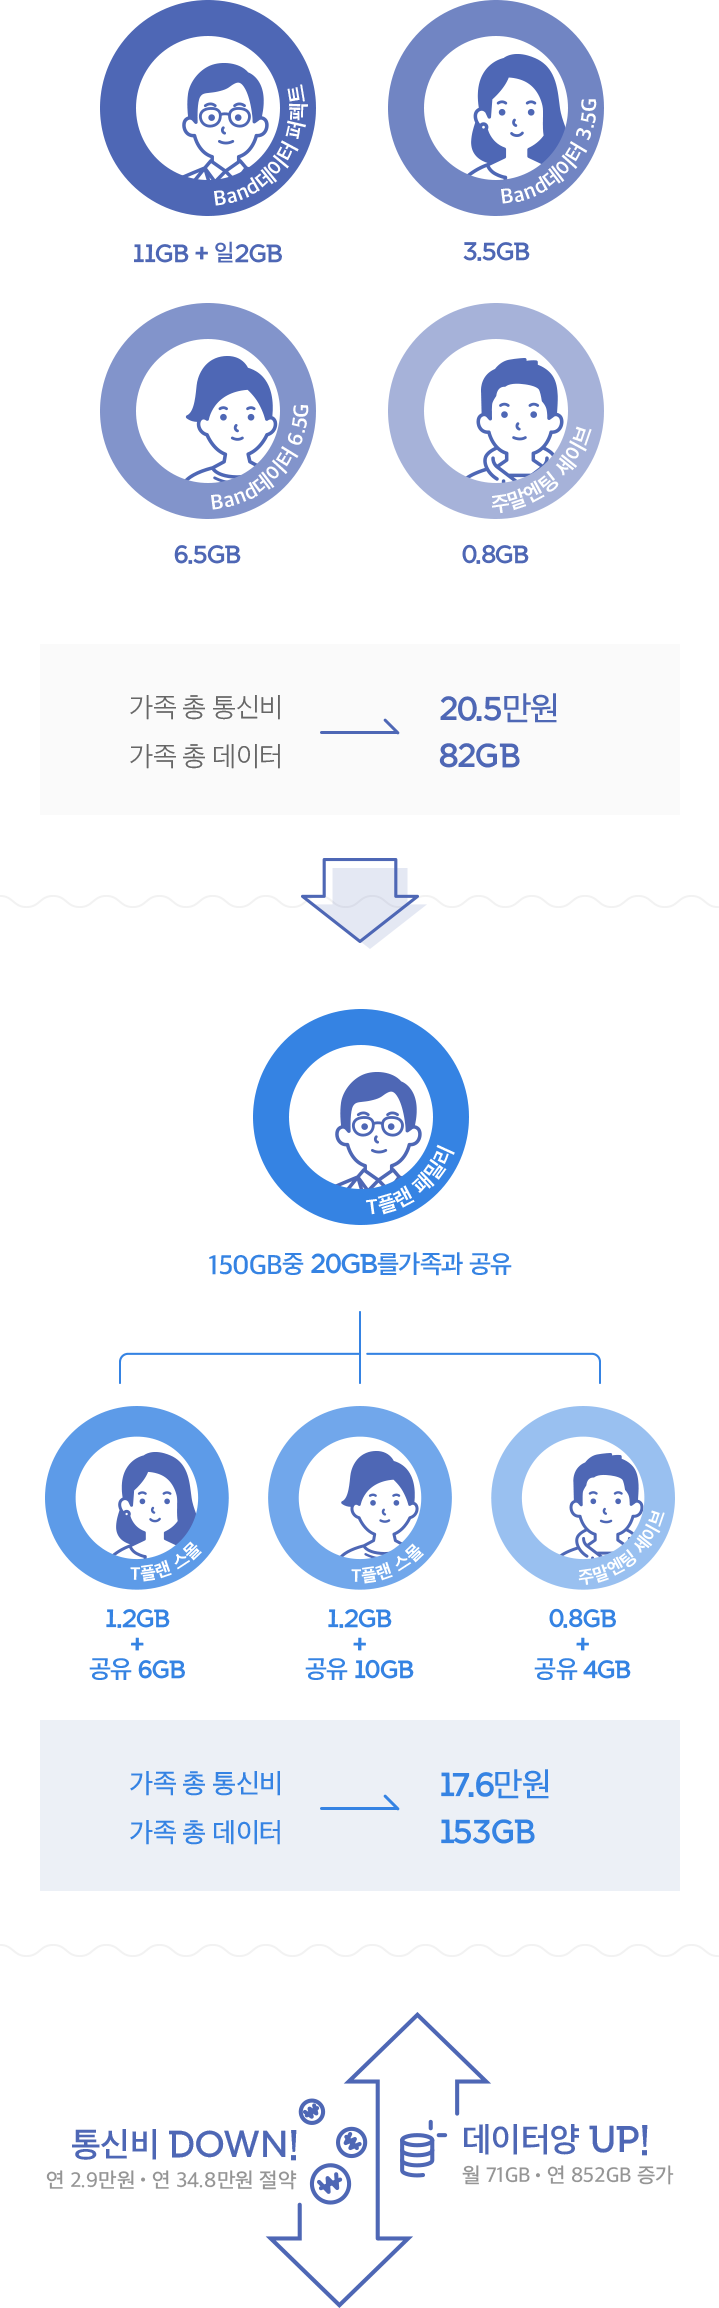 Band데이터 퍼펙트
Band데이터 3.5G
11GB + 일2GB
3.5GB
Band데이터 6.5G
주말엔팅 세이브
6.5GB
0.8GB
가족 총 통신비
20.5만원
가족 총 데이터
82GB
T플랜 패밀리
150GB중 20GB를가족과 공유
T플랜 스몰
T플랜 스몰
주말엔팅 세이브
1.2GB
+
공유 6GB
1.2GB
+
공유 10GB
0.8GB
+
공유 4GB
가족 총 통신비
17.6만원
가족 총 데이터
153GB
통신비 DOWN!
연 2.9만원 • 연 34.8만원 절약
데이터양 UP!
월 71GB • 연 852GB 증가